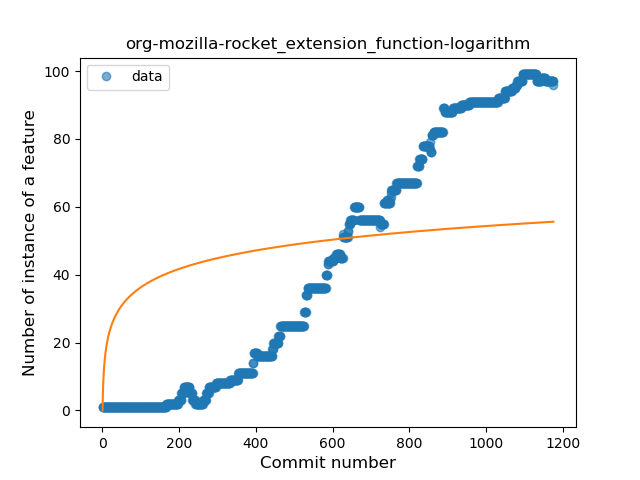 org-mozilla-rocket_extension_function-logarithm
data
Number of instance of a feature
100
80
60
40
20
0
0 200 400 600 800 1000 1200
Commit number